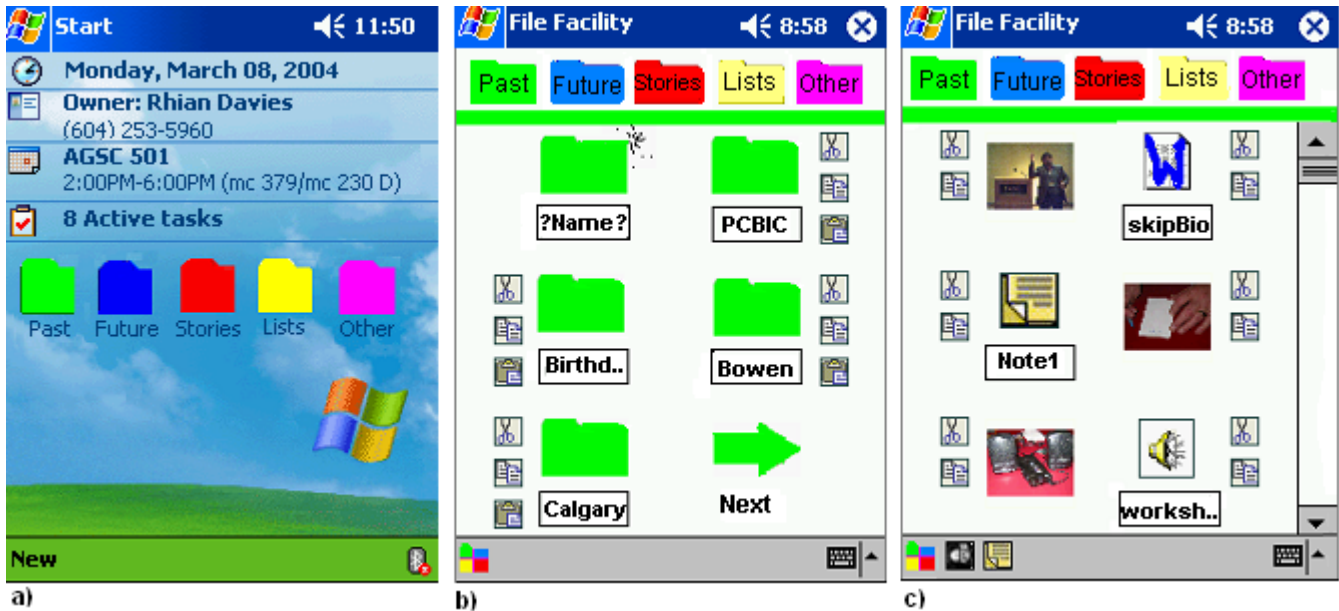 Start 11:50
Monday, March 08, 2004
Owner: Rhian Davies
(604) 253-5960
AGSC 501
2:00PM-6:00PM (mc 379/mc 230 D)
8 Active tasks
Past Future Stories Lists Other
New
a)
File Facility 8:58
Past Future Stories Lists Other
?Name? PCBIC
Birthd.. Bowen
Calgary Next
b)
File Facility 8:58
Past Future Stories Lists Other
W
skipBio
Note1
worksh..
c)